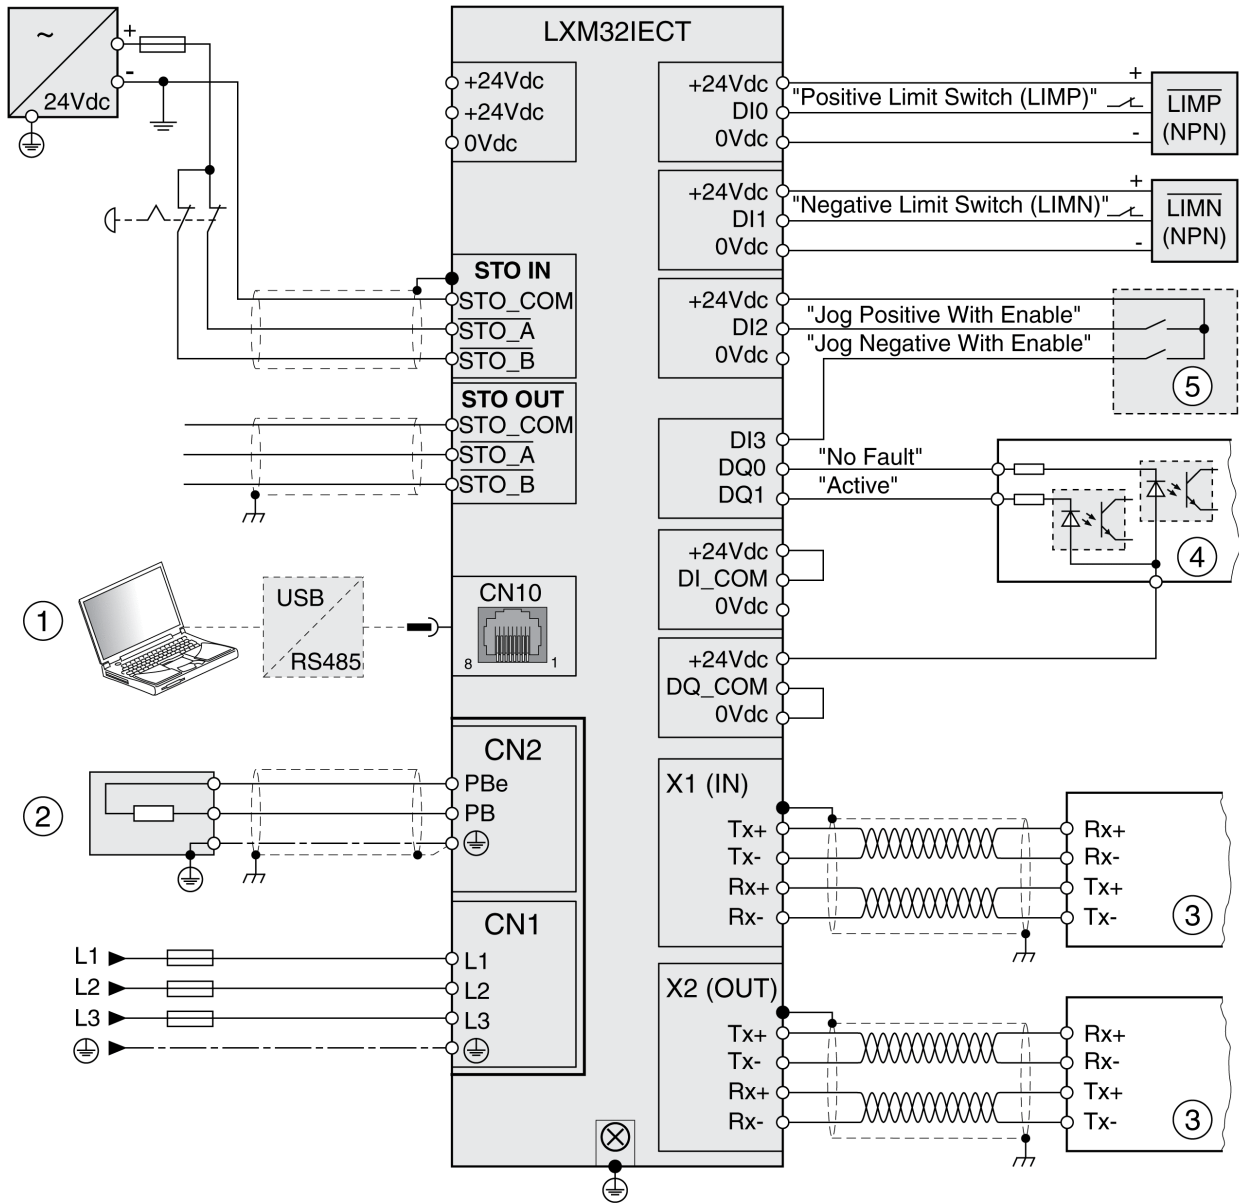 LXM32IECT
~
+
-
24Vdc
+24Vdc
+24Vdc
0Vdc
STO IN
STO_COM
STO_A
STO_B
STO OUT
STO_COM
STO_A
STO_B
1
USB
RS485
CN10
8
1
2
CN2
PBe
PB
CN1
L1
L2
L3
L1
L2
L3
+24Vdc
DI0
0Vdc
"Positive Limit Switch (LIMP)"
+
-
LIMP
(NPN)
+24Vdc
DI1
0Vdc
"Negative Limit Switch (LIMN)"
+
-
LIMN
(NPN)
+24Vdc
DI2
0Vdc
"Jog Positive With Enable"
"Jog Negative With Enable"
5
DI3
DQ0
DQ1
"No Fault"
"Active"
4
+24Vdc
DI_COM
0Vdc
+24Vdc
DQ_COM
0Vdc
X1 (IN)
Tx+
Tx-
Rx+
Rx-
Rx+
Rx-
Tx+
Tx-
3
X2 (OUT)
Tx+
Tx-
Rx+
Rx-
Rx+
Rx-
Tx+
Tx-
3